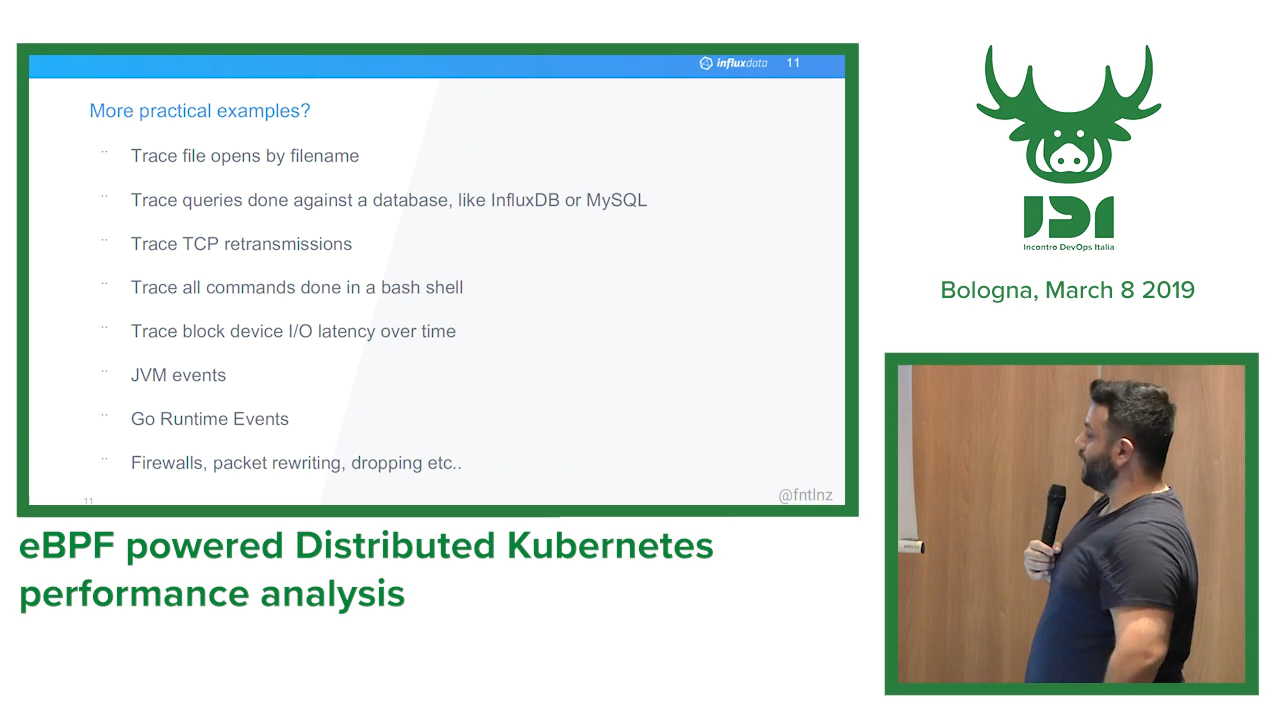 influxdata 11
More practical examples?
Trace file opens by filename
Trace queries done against a database, like InfluxDB or MySQL
Trace TCP retransmissions
Trace all commands done in a bash shell
Trace block device I/O latency over time
JVM events
Go Runtime Events
Firewalls, packet rewriting, dropping etc..
11
@fntlnz
eBPF powered Distributed Kubernetes
performance analysis
IDI
Incontro DevOps Italia
Bologna, March 8 2019